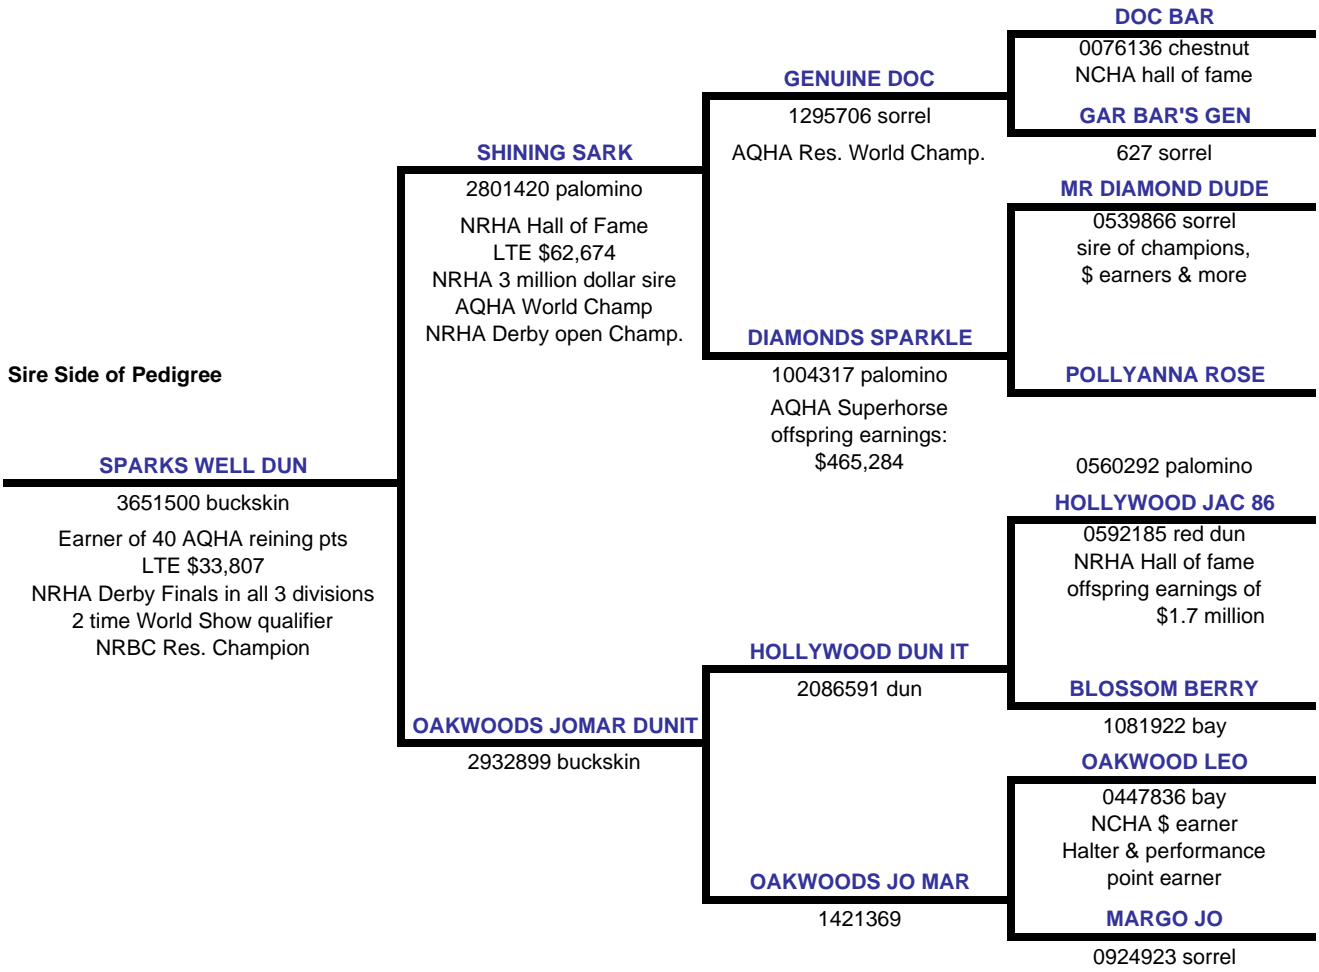 Sire Side of Pedigree
SPARKS WELL DUN
3651500 buckskin
Earner of 40 AQHA reining pts
LTE $33,807
NRHA Derby Finals in all 3 divisions
2 time World Show qualifier
NRBC Res. Champion
SHINING SARK
2801420 palomino
NRHA Hall of Fame
LTE $62,674
NRHA 3 million dollar sire
AQHA World Champ
NRHA Derby open Champ.
OAKWOODS JOMAR DUNIT
2932899 buckskin
GENUINE DOC
1295706 sorrel
AQHA Res. World Champ.
DIAMONDS SPARKLE
1004317 palomino
AQHA Superhorse
offspring earnings:
$465,284
HOLLYWOOD DUN IT
2086591 dun
OAKWOODS JO MAR
1421369
DOC BAR
0076136 chestnut
NCHA hall of fame
GAR BAR'S GEN
627 sorrel
MR DIAMOND DUDE
0539866 sorrel
sire of champions,
$ earners & more
POLLYANNA ROSE
0560292 palomino
HOLLYWOOD JAC 86
0592185 red dun
NRHA Hall of fame
offspring earnings of
$1.7 million
BLOSSOM BERRY
1081922 bay
OAKWOOD LEO
0447836 bay
NCHA $ earner
Halter & performance
point earner
MARGO JO
0924923 sorrel